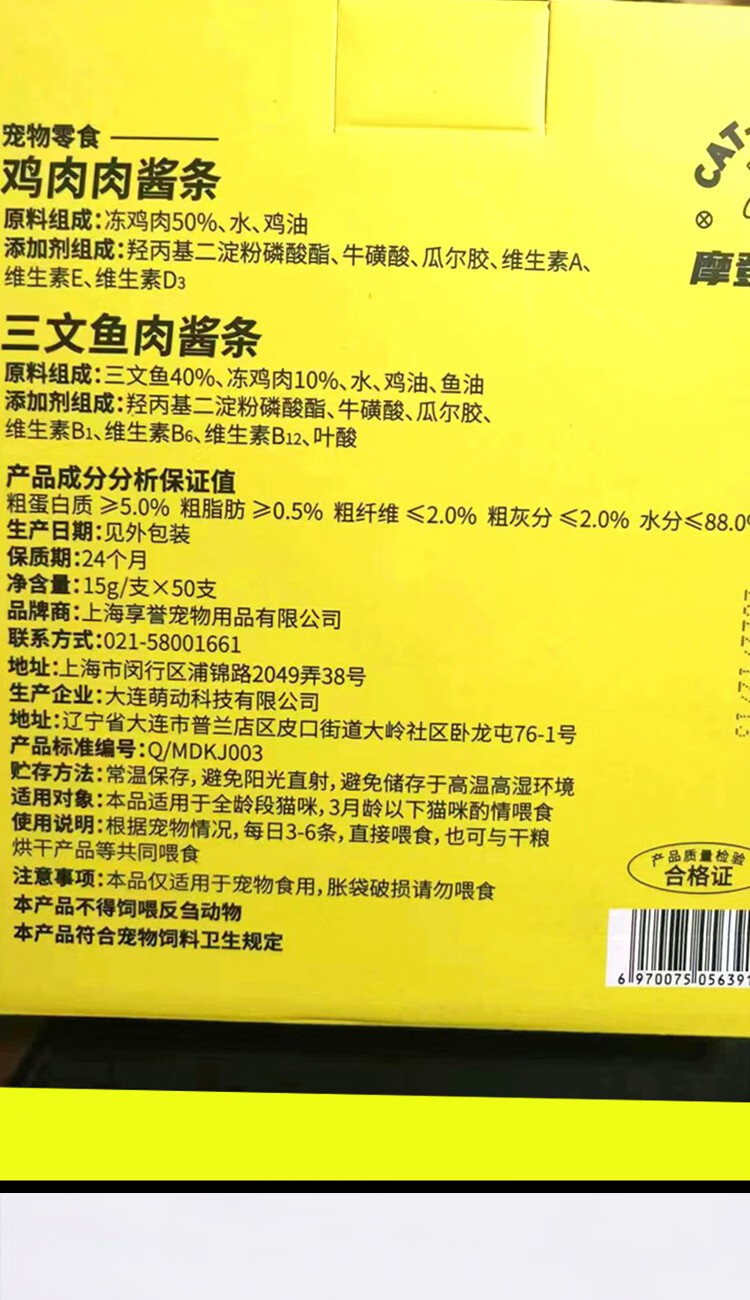 宠物零食
鸡肉肉酱条
原料组成:冻鸡肉50%、水、鸡油
添加剂组成:羟丙基二淀粉磷酸酯、牛磺酸、瓜尔胶、维生素A、
维生素E、维生素D3
三文鱼肉酱条
原料组成:三文鱼40%、冻鸡肉10%、水、鸡油、鱼油
添加剂组成:羟丙基二淀粉磷酸酯、牛磺酸、瓜尔胶、
维生素B1、维生素B6、维生素B12、叶酸
产品成分分析保证值
粗蛋白质 ≥5.0% 粗脂肪 ≥0.5% 粗纤维 ≤2.0% 粗灰分 ≤2.0% 水分≤88.0%
生产日期:见外包装
保质期:24个月
净含量:15g/支×50支
品牌商:上海享誉宠物用品有限公司
联系方式:021-58001661
地址:上海市闵行区浦锦路2049弄38号
生产企业:大连萌动科技有限公司
地址:辽宁省大连市普兰店区皮口街道大岭社区卧龙屯76-1号
产品标准编号:Q/MDKJ003
贮存方法:常温保存,避免阳光直射,避免储存于高温高湿环境
适用对象:本品适用于全龄段猫咪,3月龄以下猫咪酌情喂食
使用说明:根据宠物情况,每日3-6条,直接喂食,也可与干粮
烘干产品等共同喂食
注意事项:本品仅适用于宠物食用,胀袋破损请勿喂食
本产品不得饲喂反刍动物
本产品符合宠物饲料卫生规定
CAT
摩登
产品质量检验
合格证
6 970075 056391